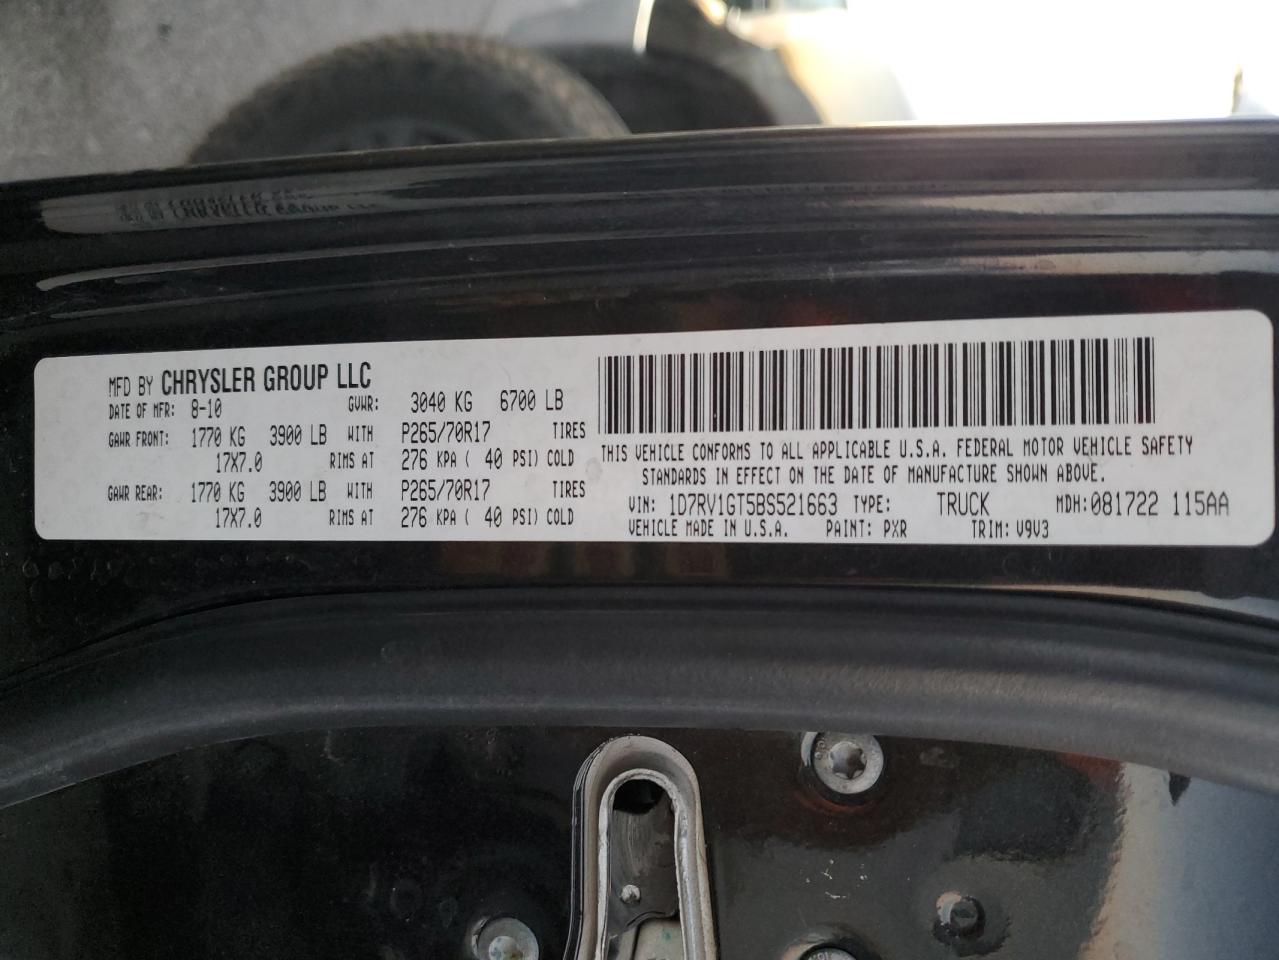 MFD BY CHRYSLER GROUP LLC
DATE OF MFR: 8-10 GVWR: 3040 KG 6700 LB
GAWR FRONT: 1770 KG 3900 LB WITH P265/70R17 TIRES
17X7.0 RIMS AT 276 KPA ( 40 PSI) COLD
GAWR REAR: 1770 KG 3900 LB WITH P265/70R17 TIRES
17X7.0 RIMS AT 276 KPA ( 40 PSI) COLD
THIS VEHICLE CONFORMS TO ALL APPLICABLE U.S.A. FEDERAL MOTOR VEHICLE SAFETY
STANDARDS IN EFFECT ON THE DATE OF MANUFACTURE SHOWN ABOVE.
VIN: 1D7RV1GT5BS521663 TYPE: TRUCK MDH: 081722 115AA
VEHICLE MADE IN U.S.A. PAINT: PXR TRIM: V9V3